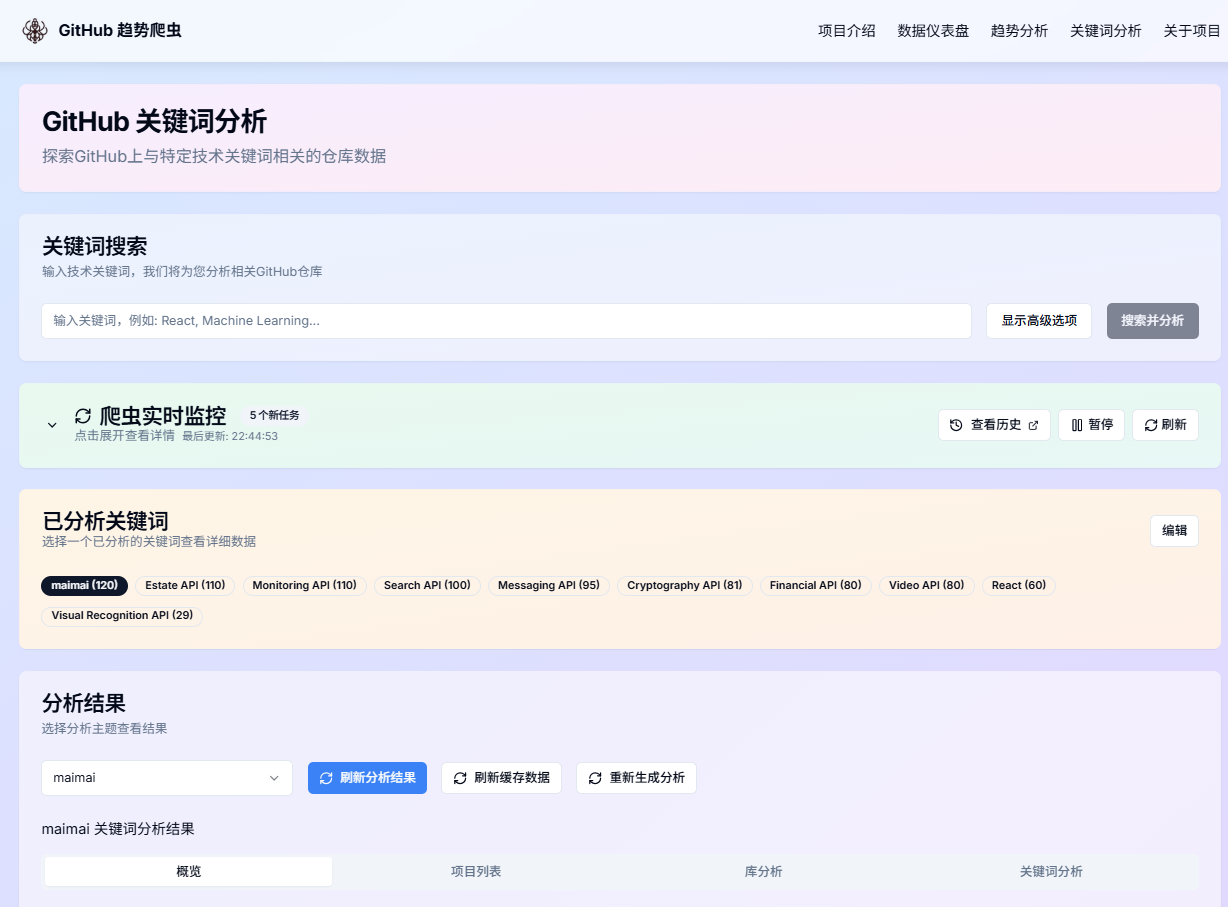 GitHub 趋势爬虫
项目介绍 数据仪表盘 趋势分析 关键词分析 关于项目
GitHub 关键词分析
探索GitHub上与特定技术关键词相关的仓库数据
关键词搜索
输入技术关键词，我们将为您分析相关GitHub仓库
输入关键词，例如: React, Machine Learning... 显示高级选项 搜索并分析
爬虫实时监控 5 个新任务
点击展开查看详情 最后更新: 22:44:53
查看历史 暂停 刷新
已分析关键词
选择一个已分析的关键词查看详细数据
编辑
maimai (120) Estate API (110) Monitoring API (110) Search API (100) Messaging API (95) Cryptography API (81) Financial API (80) Video API (80) React (60)
Visual Recognition API (29)
分析结果
选择分析主题查看结果
maimai 刷新分析结果 刷新缓存数据 重新生成分析
maimai 关键词分析结果
概览 项目列表 库分析 关键词分析